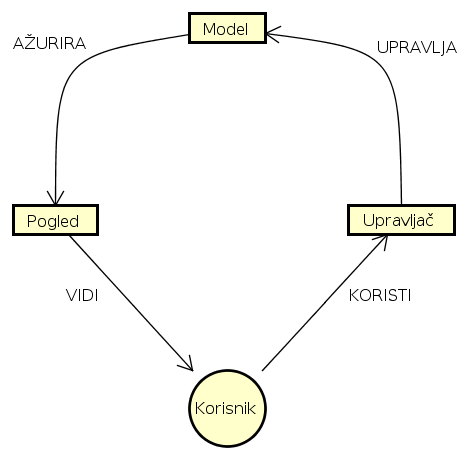 Model
AŽURIRA
UPRAVLJA
Pogled
Upravljač
VIDI
KORISTI
Korisnik